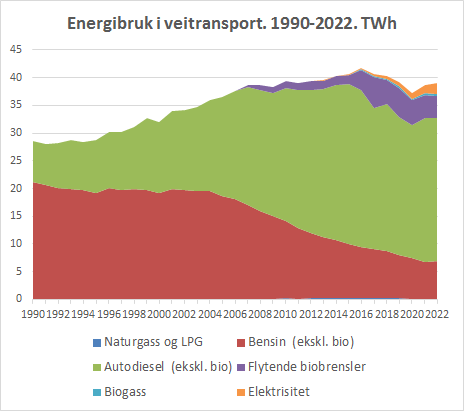 Energibruk i veitransport. 1990-2022. TWh
45
40
35
30
25
20
15
10
5
0
1990 1992 1994 1996 1998 2000 2002 2004 2006 2008 2010 2012 2014 2016 2018 2020 2022
Naturgass og LPG Bensin (ekskl. bio)
Autodiesel (ekskl. bio) Flytende biobrensler
Biogass Elektrisitet